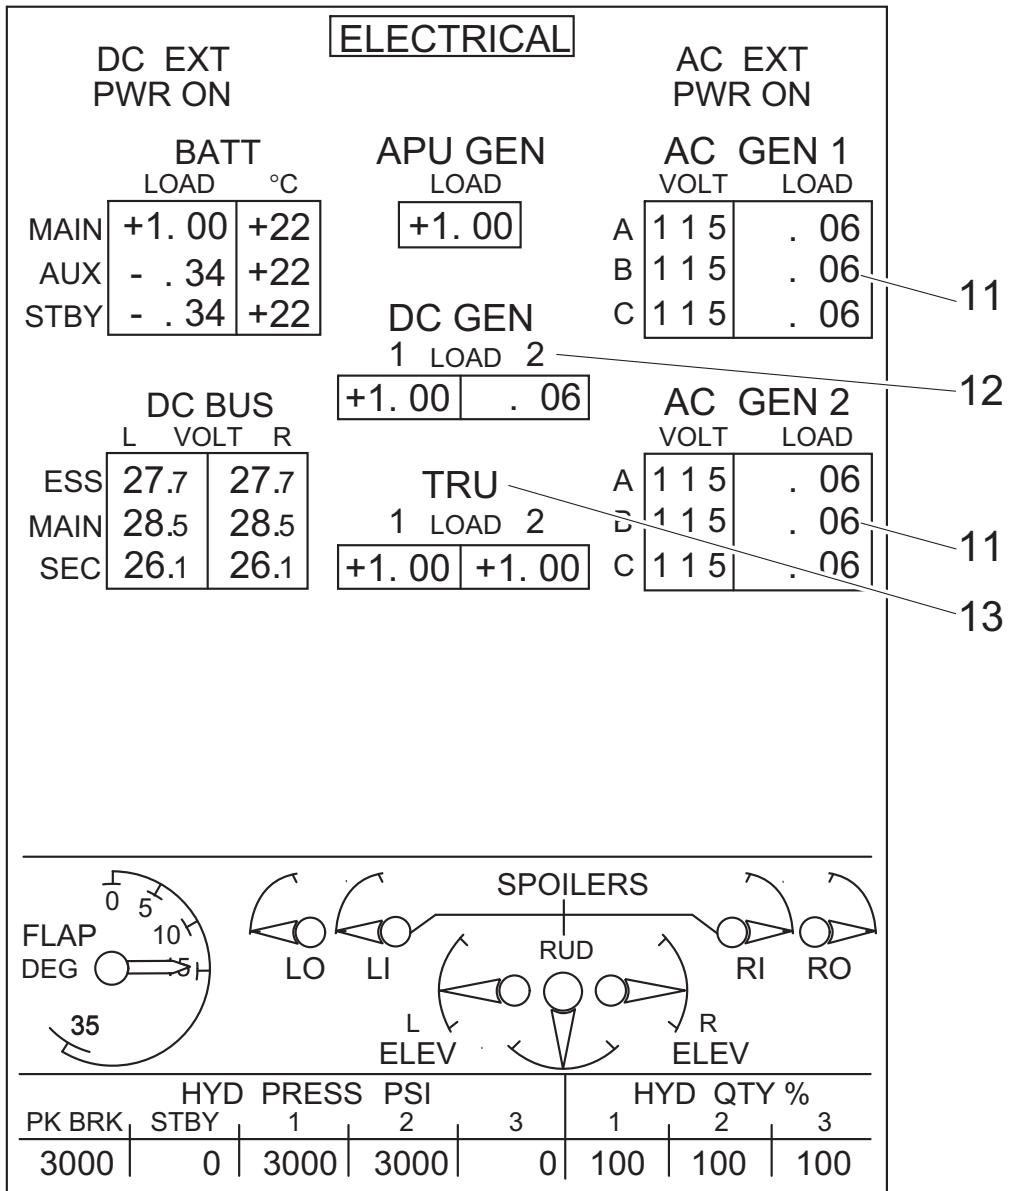 ELECTRICAL
DC EXT
PWR ON
AC EXT
PWR ON
BATT
LOAD °C
MAIN +1. 00 +22
AUX - . 34 +22
STBY - . 34 +22
APU GEN
LOAD
+1. 00
AC GEN 1
VOLT LOAD
A 1 1 5 . 06
B 1 1 5 . 06
C 1 1 5 . 06
11
DC GEN
1 LOAD 2
+1. 00 . 06
12
DC BUS
L VOLT R
ESS 27.7 27.7
MAIN 28.5 28.5
SEC 26.1 26.1
TRU
1 LOAD 2
+1. 00 +1. 00
AC GEN 2
VOLT LOAD
A 1 1 5 . 06
B 1 1 5 . 06
C 1 1 5 . 06
11
13
FLAP
DEG
0
5
10
15
35
SPOILERS
LO LI RI RO
RUD
L
ELEV
R
ELEV
HYD PRESS PSI HYD QTY %
PK BRK STBY 1 2 3 1 2 3
3000 0 3000 3000 0 100 100 100